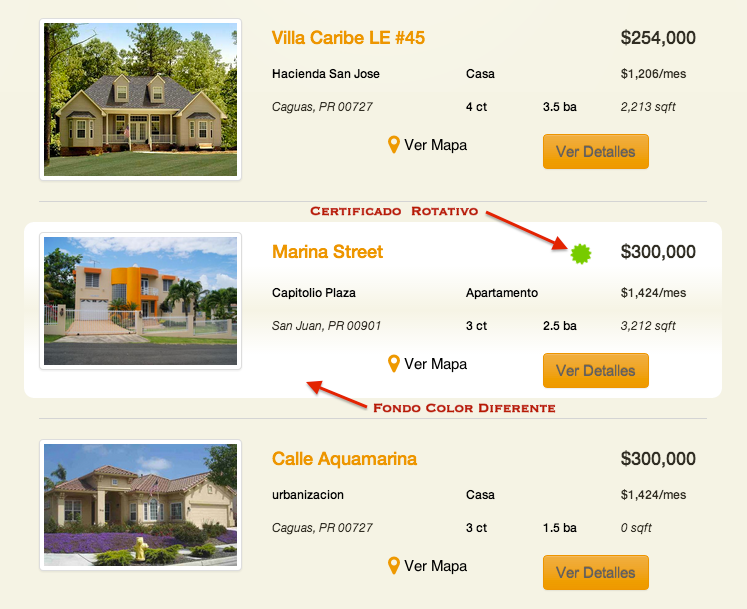 Villa Caribe LE #45 $254,000
Hacienda San Jose Casa $1,206/mes
Caguas, PR 00727 4 ct 3.5 ba 2,213 sqft
Ver Mapa Ver Detalles
Certificado Rotativo
Marina Street $300,000
Capitolio Plaza Apartamento $1,424/mes
San Juan, PR 00901 3 ct 2.5 ba 3,212 sqft
Ver Mapa Ver Detalles
Fondo Color Diferente
Calle Aquamarina $300,000
urbanizacion Casa $1,424/mes
Caguas, PR 00727 3 ct 1.5 ba 0 sqft
Ver Mapa Ver Detalles